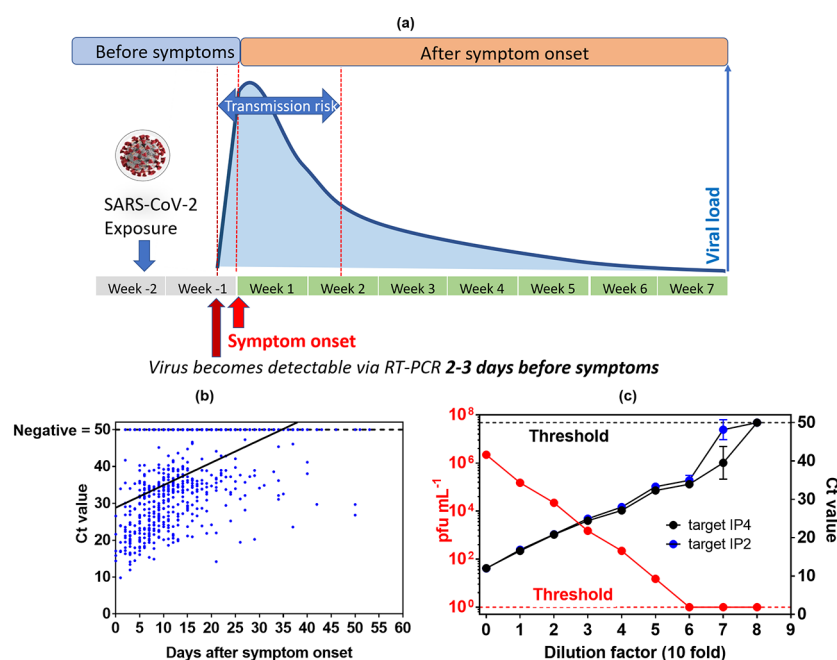 (a)
Before symptoms
After symptom onset
Transmission risk
SARS-CoV-2
Exposure
Viral load
Week -2 Week -1 Week 1 Week 2 Week 3 Week 4 Week 5 Week 6 Week 7
Symptom onset
Virus becomes detectable via RT-PCR 2-3 days before symptoms
(b)
Negative = 50
40
30
20
10
0
Ct value
0 5 10 15 20 25 30 35 40 45 50 55 60
Days after symptom onset
(c)
10⁸
10⁶
10⁴
10²
10⁰
pfu mL⁻¹
Threshold
target IP4
target IP2
Threshold
50
40
30
20
10
0
Ct value
0 1 2 3 4 5 6 7 8 9
Dilution factor (10 fold)